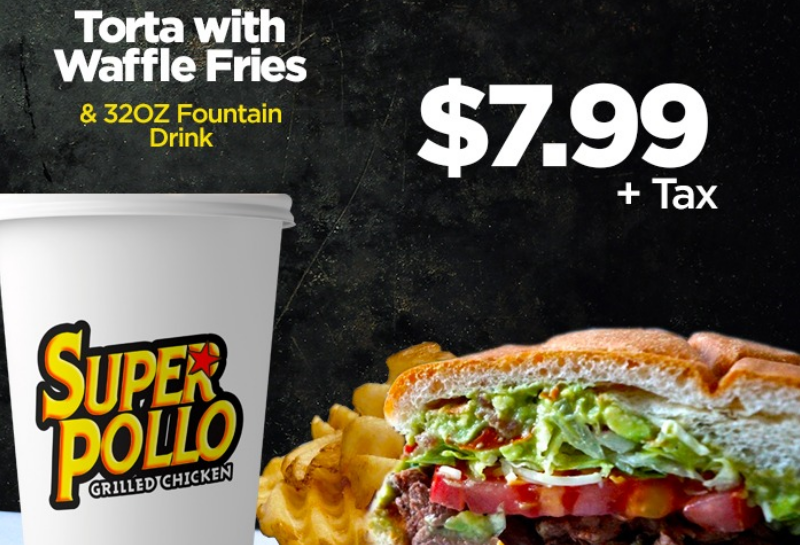 Torta with
Waffle Fries
& 32OZ Fountain
Drink
$7.99
+ Tax
SUPER
POLLO
GRILLED CHICKEN